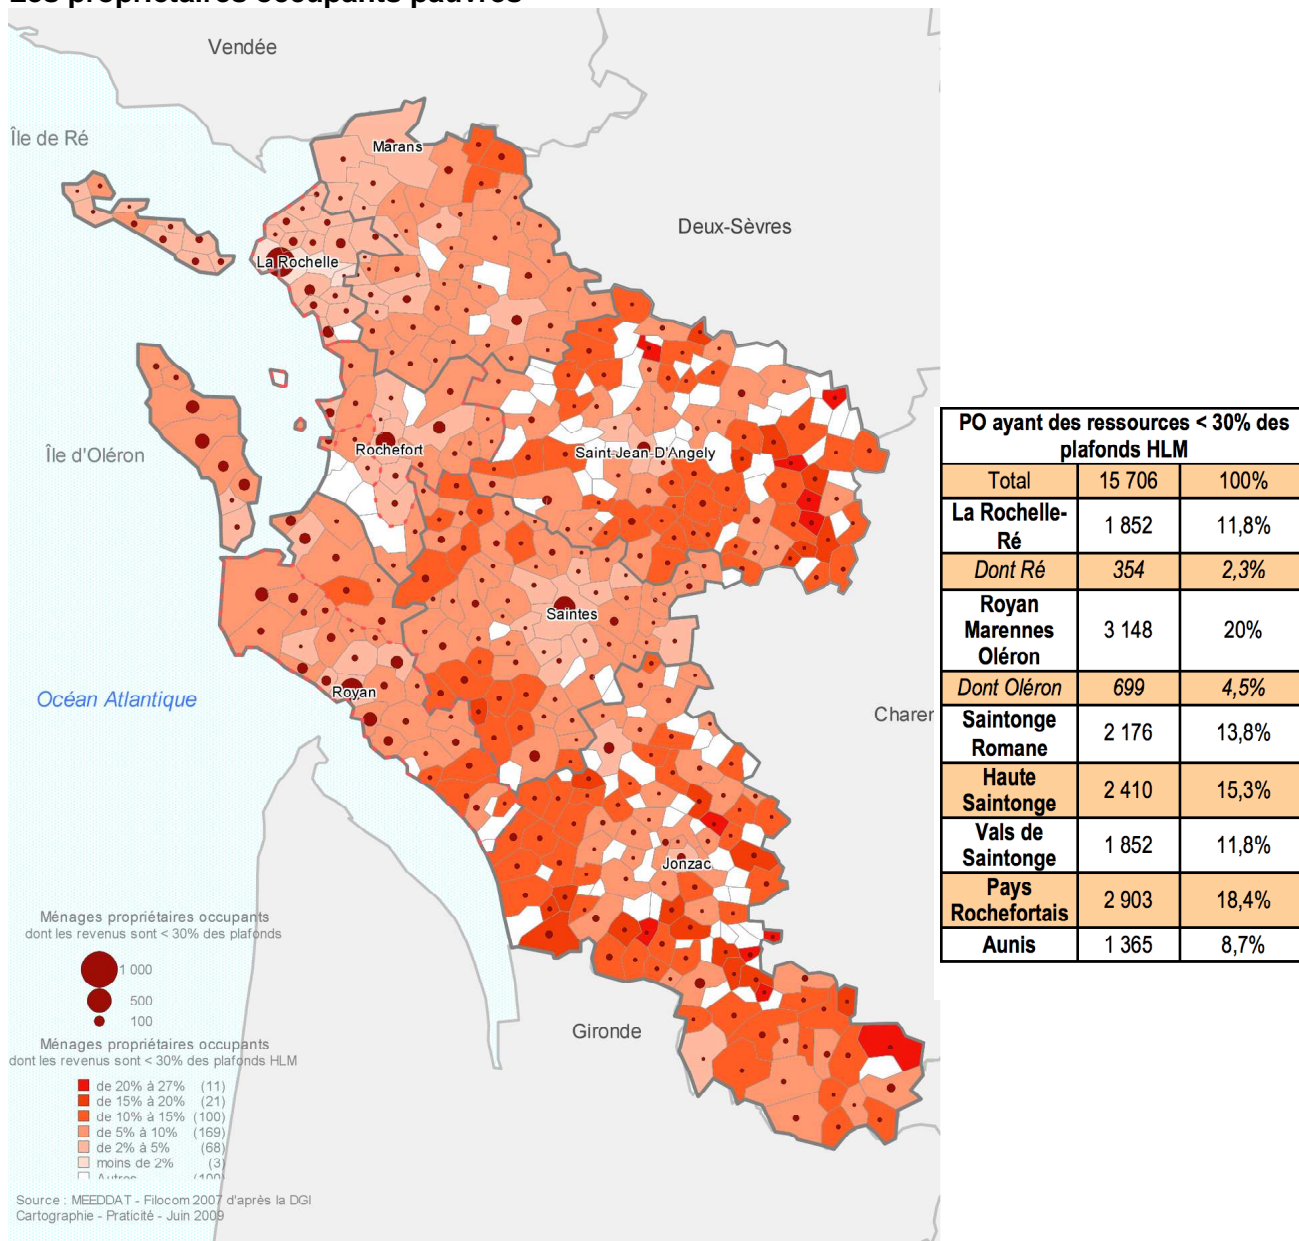 Les propriétaires occupants pauvres
Vendée
Île de Ré
Marans
Deux-Sèvres
La Rochelle
Île d'Oléron
Rochefort
Saint-Jean-D'Angely
Saintes
Océan Atlantique
Royan
Charen
Jonzac
Gironde
Ménages propriétaires occupants
dont les revenus sont < 30% des plafonds
1 000
500
100
Ménages propriétaires occupants
dont les revenus sont < 30% des plafonds HLM
de 20% à 27% (11)
de 15% à 20% (21)
de 10% à 15% (100)
de 5% à 10% (169)
de 2% à 5% (68)
moins de 2% (3)
Autres (100)
Source : MEEDDAT - Filocom 2007 d'après la DGI
Cartographie - Praticité - Juin 2009
PO ayant des ressources < 30% des
plafonds HLM
Total 15 706 100%
La Rochelle-
Ré 1 852 11,8%
Dont Ré 354 2,3%
Royan
Marennes 3 148 20%
Oléron
Dont Oléron 699 4,5%
Saintonge
Romane 2 176 13,8%
Haute
Saintonge 2 410 15,3%
Vals de
Saintonge 1 852 11,8%
Pays
Rochefortais 2 903 18,4%
Aunis 1 365 8,7%